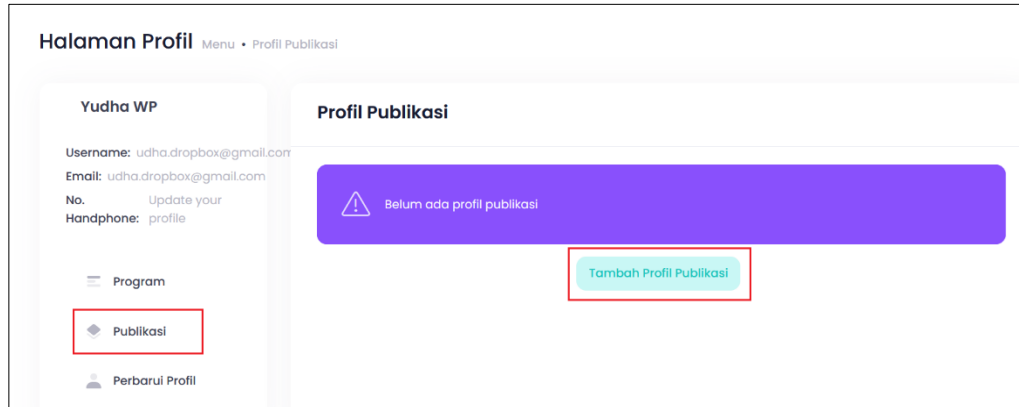 Halaman Profil Menu • Profil Publikasi
Yudha WP
Username: udha.dropbox@gmail.com
Email: udha.dropbox@gmail.com
No. Handphone: Update your profile
Program
Publikasi
Perbarui Profil
Profil Publikasi
Belum ada profil publikasi
Tambah Profil Publikasi